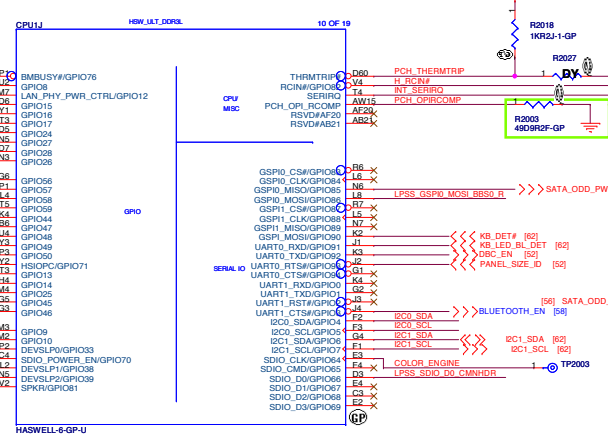 CPU1J
HSW_ULT_DDR3L
10 OF 19
R2018
1KR2J-1-GP
R2027
DY
BMBUSY#/GPIO76
GPIO8
LAN_PHY_PWR_CTRL/GPIO12
GPIO15
GPIO16
GPIO17
GPIO24
GPIO27
GPIO28
GPIO26
GPIO56
GPIO57
GPIO58
GPIO59
GPIO44
GPIO47
GPIO48
GPIO49
GPIO50
HSIOPC/GPIO71
GPIO13
GPIO14
GPIO25
GPIO45
GPIO46
GPIO9
GPIO10
DEVSLP0/GPIO33
SDIO_POWER_EN/GPIO70
DEVSLP1/GPIO38
DEVSLP2/GPIO39
SPKR/GPIO81
CPU/
MISC
GPIO
SERIAL IO
THRMTRIP# D60 PCH_THERMTRIP 1
RCIN#/GPIO82 V4 H_RCIN#
SERIRQ T4 INT_SERIRQ
PCH_OPI_RCOMP AW15 PCH_OPIRCOMP 1
RSVD#AF20 AF20
RSVD#AB21 AB21
R2003
49D9R2F-GP
GSPI0_CS#/GPIO83 R6
GSPI0_CLK/GPIO84 L6
GSPI0_MISO/GPIO85 N6 SATA_ODD_PW
GSPI0_MOSI/GPIO86 L8 LPSS_GSPI0_MOSI_BBS0_R
GSPI1_CS#/GPIO87 R7
GSPI1_CLK/GPIO88 L5
GSPI1_MISO/GPIO89 N7
GSPI_MOSI/GPIO90 K2 KB_DET# [62]
UART0_RXD/GPIO91 J1 KB_LED_BL_DET [62]
UART0_TXD/GPIO92 K3 DBC_EN [52]
UART0_RTS#/GPIO93 J2 PANEL_SIZE_ID [52]
UART0_CTS#/GPIO94 G1
UART1_RXD/GPIO0 K4
UART1_TXD/GPIO1 G2
UART1_RST#/GPIO2 J3 [56] SATA_ODD_
UART1_CTS#/GPIO3 J4 BLUETOOTH_EN [58]
I2C0_SDA/GPIO4 F2 I2C0_SDA
I2C0_SCL/GPIO5 F3 I2C0_SCL
I2C1_SDA/GPIO6 G4 I2C1_SDA I2C1_SDA [62]
I2C1_SCL/GPIO7 F1 I2C1_SCL I2C1_SCL [62]
SDIO_CLK/GPIO64 E3 COLOR_ENGINE 1 TP2003
SDIO_CMD/GPIO65 F4
SDIO_D0/GPIO66 D3 LPSS_SDIO_D0_CMNHDR
SDIO_D1/GPIO67 E4
SDIO_D2/GPIO68 C3
SDIO_D3/GPIO69 E2
GP
HASWELL-6-GP-U